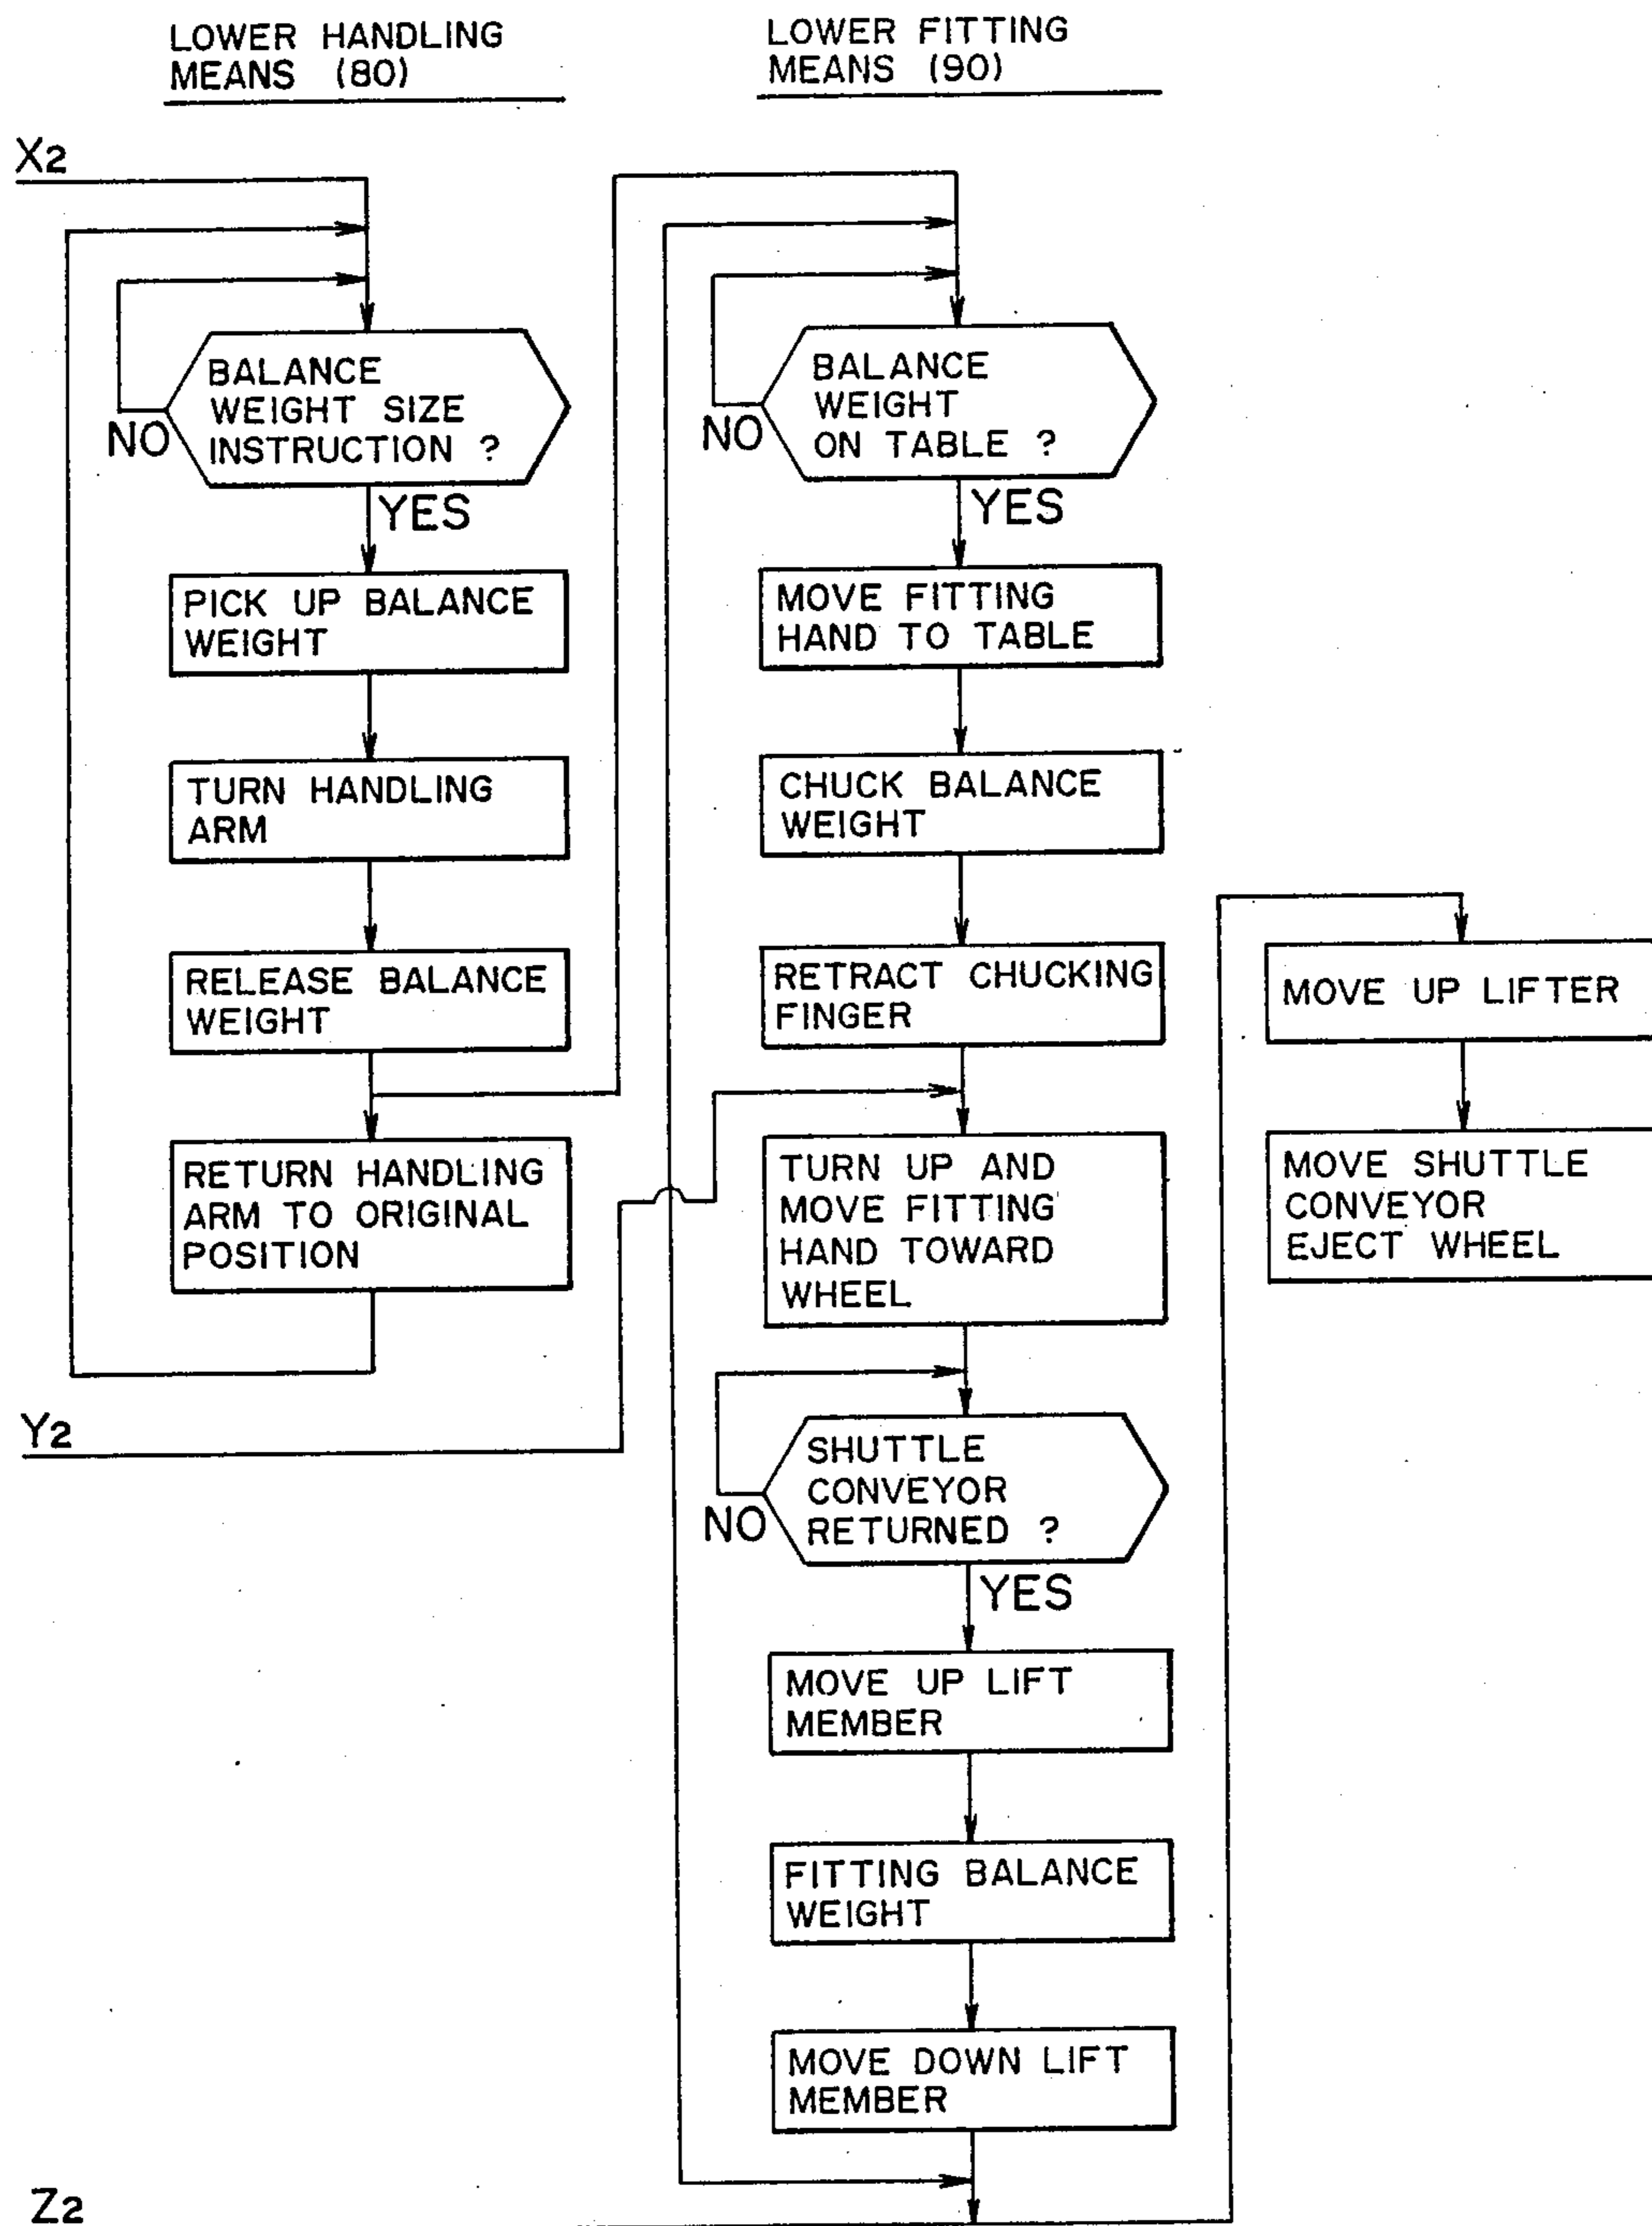 LOWER HANDLING
MEANS (80)
LOWER FITTING
MEANS (90)
X2
BALANCE
WEIGHT SIZE
INSTRUCTION ?
NO
YES
PICK UP BALANCE
WEIGHT
TURN HANDLING
ARM
RELEASE BALANCE
WEIGHT
RETURN HANDLING
ARM TO ORIGINAL
POSITION
Y2
BALANCE
WEIGHT
ON TABLE ?
NO
YES
MOVE FITTING
HAND TO TABLE
CHUCK BALANCE
WEIGHT
RETRACT CHUCKING
FINGER
TURN UP AND
MOVE FITTING
HAND TOWARD
WHEEL
SHUTTLE
CONVEYOR
RETURNED ?
NO
YES
MOVE UP LIFT
MEMBER
FITTING BALANCE
WEIGHT
MOVE DOWN LIFT
MEMBER
Z2
MOVE UP LIFTER
MOVE SHUTTLE
CONVEYOR
EJECT WHEEL